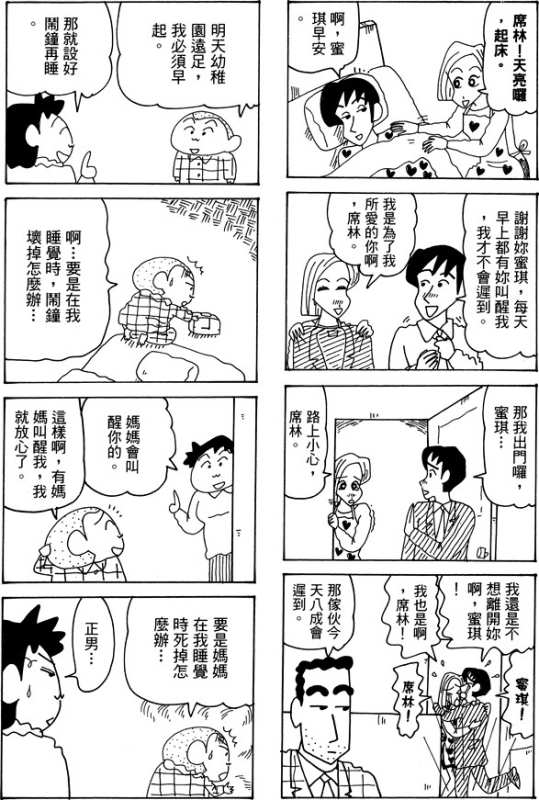 席林！天亮囉
，起床。
啊，蜜
琪早安
。
謝謝妳蜜琪，每天
早上都有妳叫醒我
，我才不會遲到。
我是為了我
所愛的你啊
，席林。
那我出門囉，
蜜琪…
路上小心，
席林。
蜜琪！
我還是不
想離開妳
啊，蜜琪
！
席林！
我也是啊
，席林！
那傢伙今
天八成會
遲到。
明天幼稚
園遠足，
我必須早
起。
那就設好
鬧鐘再睡
。
啊…要是在我
睡覺時，鬧鐘
壞掉怎麼辦…
媽媽會叫
醒你的。
這樣啊，有媽
媽叫醒我，我
就放心了。
要是媽媽
在我睡覺
時死掉怎
麼辦…
正男…